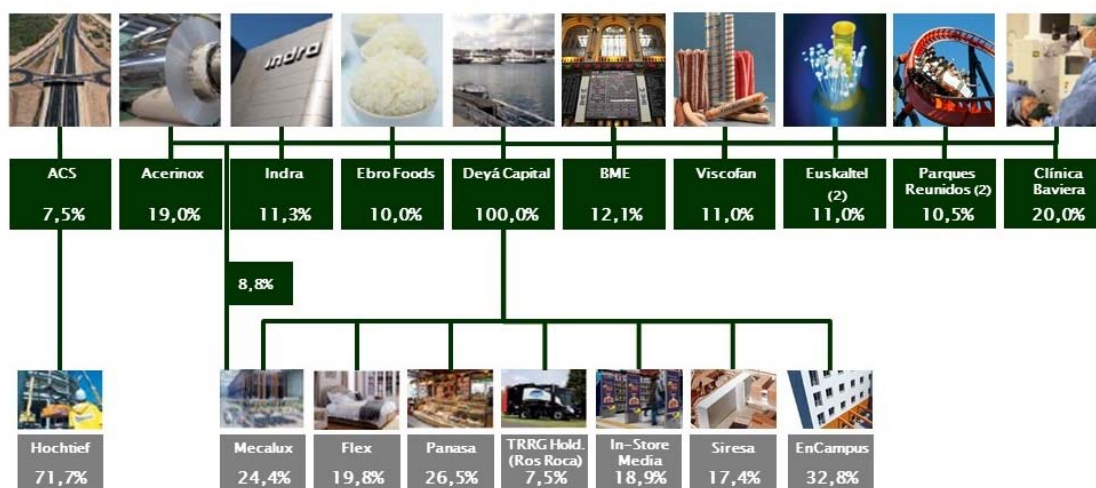 indra
ACS
7,5%
Acerinox
19,0%
Indra
11,3%
Ebro Foods
10,0%
Deyá Capital
100,0%
BME
12,1%
Viscofan
11,0%
Euskaltel
(2)
11,0%
Parques
Reunidos (2)
10,5%
Clínica
Baviera
20,0%
8,8%
Hochtief
71,7%
Mecalux
24,4%
Flex
19,8%
Panasa
26,5%
TRRG Hold.
(Ros Roca)
7,5%
In-Store
Media
18,9%
Siresa
17,4%
EnCampus
32,8%